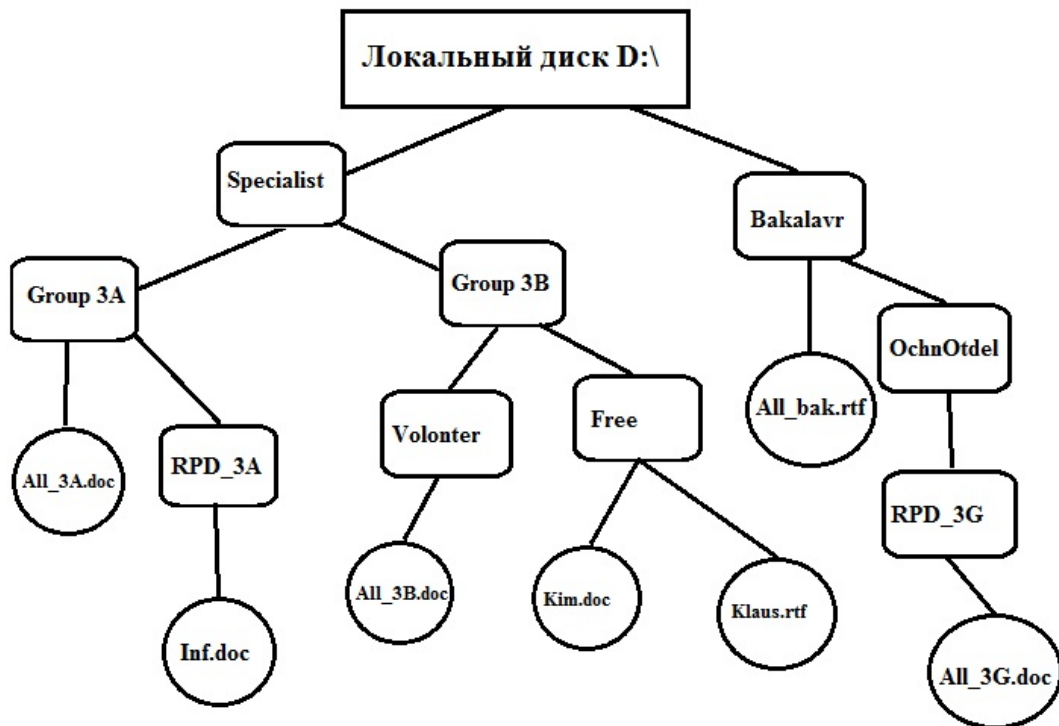 Локальный диск D:\
Specialist
Bakalavr
Group 3A
Group 3B
OchnOtdel
All_bak.rtf
Volonter
Free
All_3A.doc
RPD_3A
RPD_3G
All_3B.doc
Kim.doc
Klaus.rtf
Inf.doc
All_3G.doc